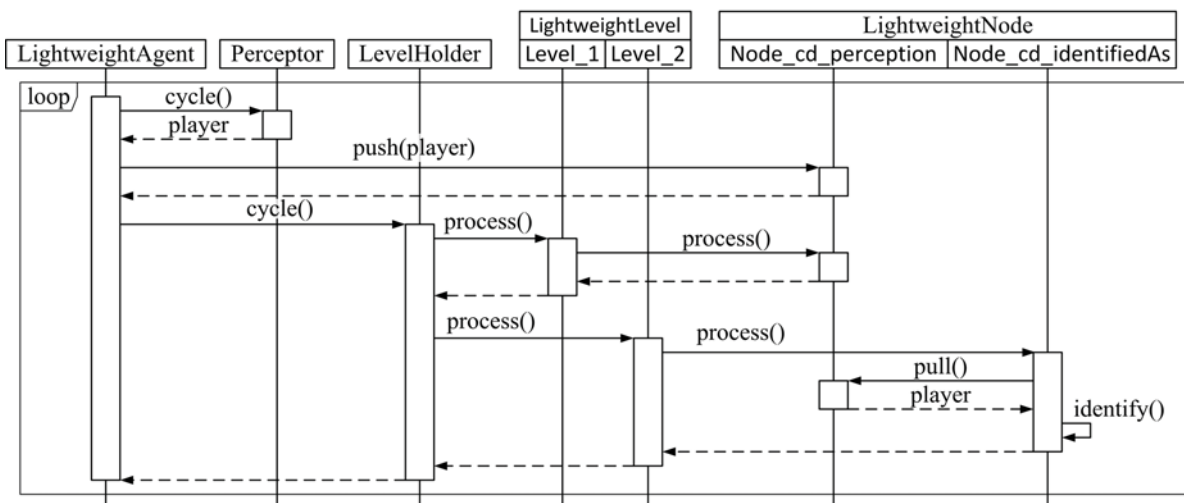 LightweightLevel
LightweightNode
LightweightAgent
Perceptor
LevelHolder
Level_1
Level_2
Node_cd_perception
Node_cd_identifiedAs
loop
cycle()
player
push(player)
cycle()
process()
process()
process()
process()
pull()
player
identify()